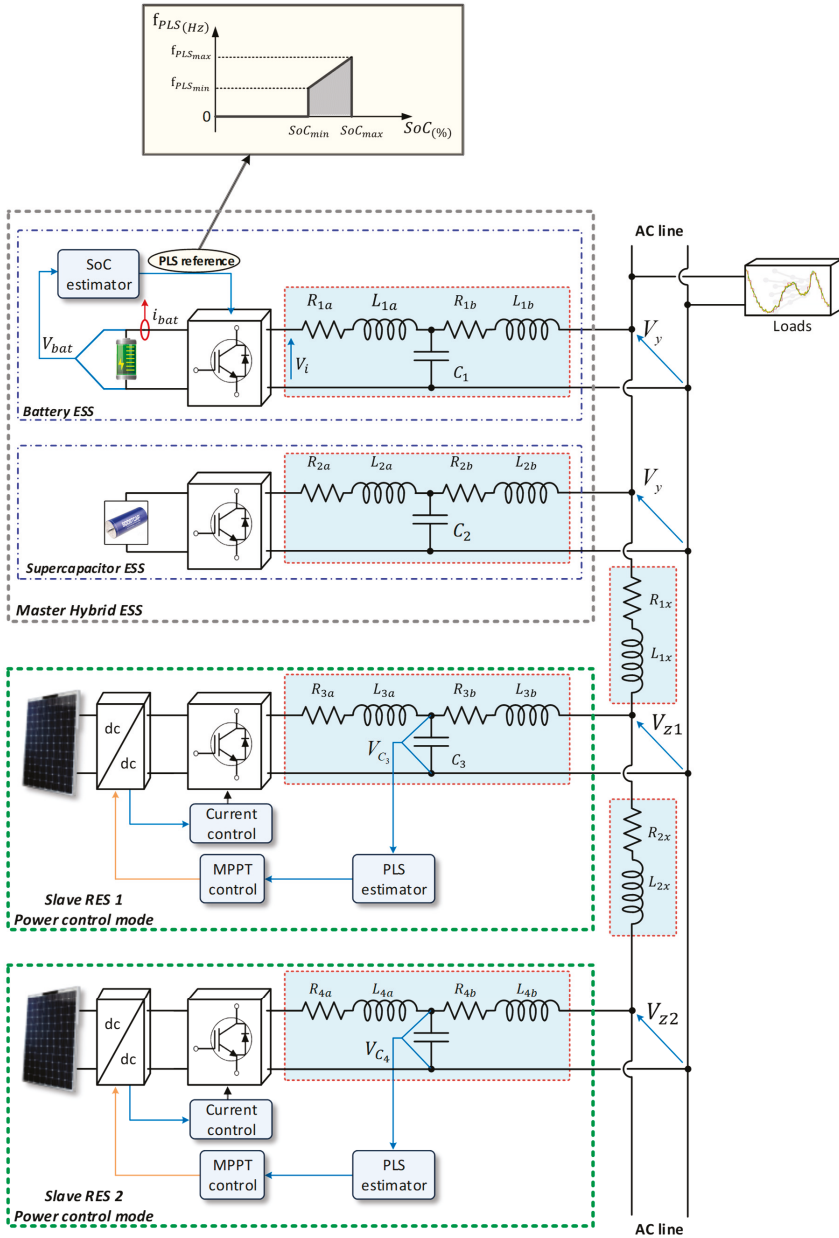 f_PLS(Hz)
f_PLSmax
f_PLSmin
0
SoC_min
SoC_max
SoC_(%)
AC line
SoC
estimator
PLS reference
i_bat
V_bat
R_1a
L_1a
R_1b
L_1b
C_1
V_i
V_y
Loads
Battery ESS
R_2a
L_2a
R_2b
L_2b
C_2
V_y
Supercapacitor ESS
Master Hybrid ESS
R_1x
L_1x
dc
dc
R_3a
L_3a
R_3b
L_3b
V_C3
C_3
V_z1
Current
control
MPPT
control
PLS
estimator
Slave RES 1
Power control mode
R_2x
L_2x
dc
dc
R_4a
L_4a
R_4b
L_4b
V_C4
V_z2
Current
control
MPPT
control
PLS
estimator
Slave RES 2
Power control mode
AC line